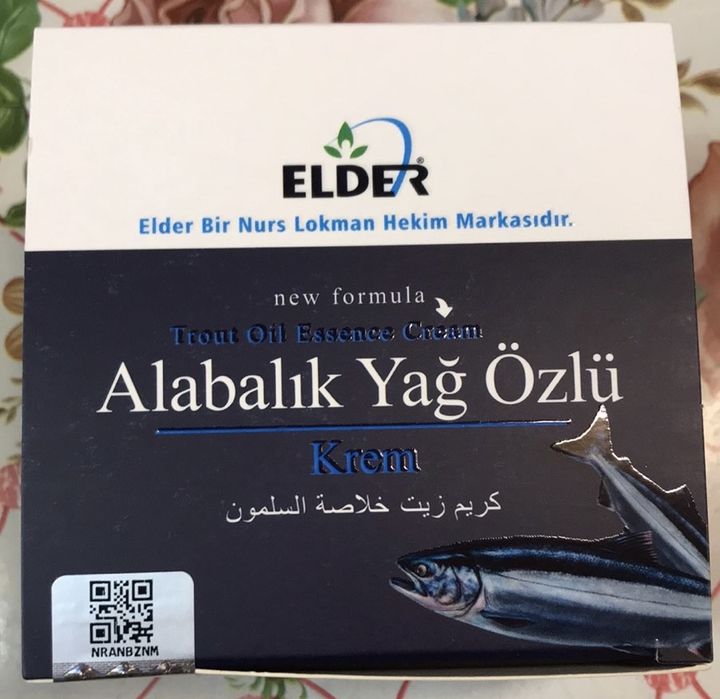 ELDER®
Elder Bir Nurs Lokman Hekim Markasıdır.
new formula
Trout Oil Essence Cream
Alabalık Yağ Özlü
Krem
كريم زيت خلاصة السلمون
NRANBZNM